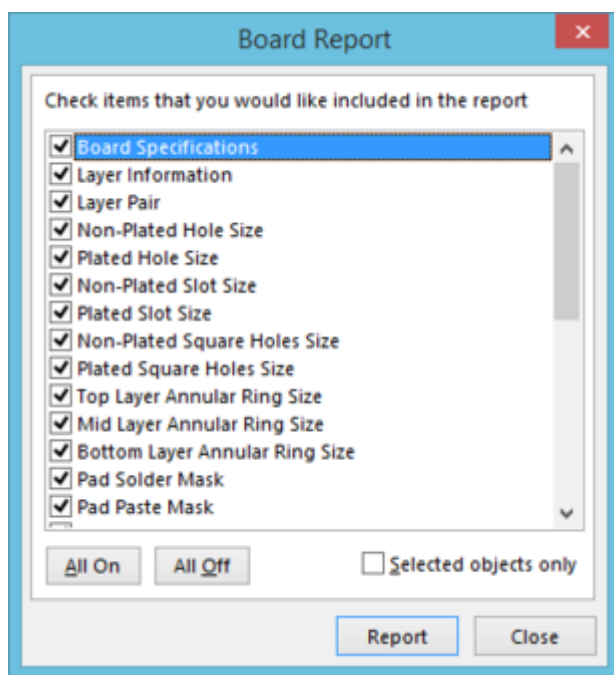 Board Report
Check items that you would like included in the report
Board Specifications
Layer Information
Layer Pair
Non-Plated Hole Size
Plated Hole Size
Non-Plated Slot Size
Plated Slot Size
Non-Plated Square Holes Size
Plated Square Holes Size
Top Layer Annular Ring Size
Mid Layer Annular Ring Size
Bottom Layer Annular Ring Size
Pad Solder Mask
Pad Paste Mask
All On All Off Selected objects only
Report Close